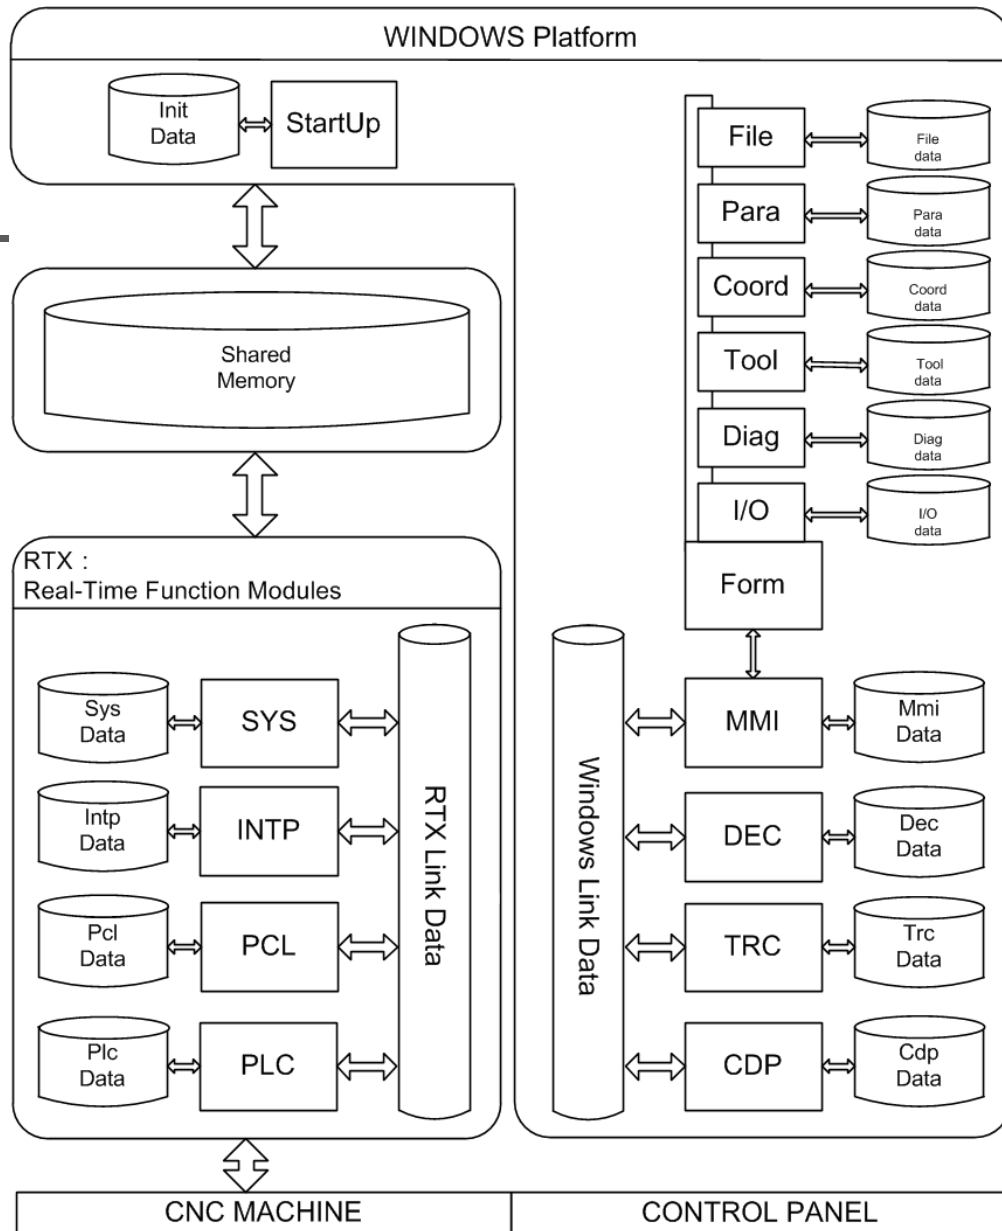 WINDOWS Platform
Init
Data
StartUp
File
File
data
Para
Para
data
Coord
Coord
data
Tool
Tool
data
Diag
Diag
data
I/O
I/O
data
Form
Shared
Memory
RTX :
Real-Time Function Modules
Sys
Data
SYS
Intp
Data
INTP
Pcl
Data
PCL
Plc
Data
PLC
RTX Link Data
Windows Link Data
MMI
Mmi
Data
DEC
Dec
Data
TRC
Trc
Data
CDP
Cdp
Data
CNC MACHINE
CONTROL PANEL